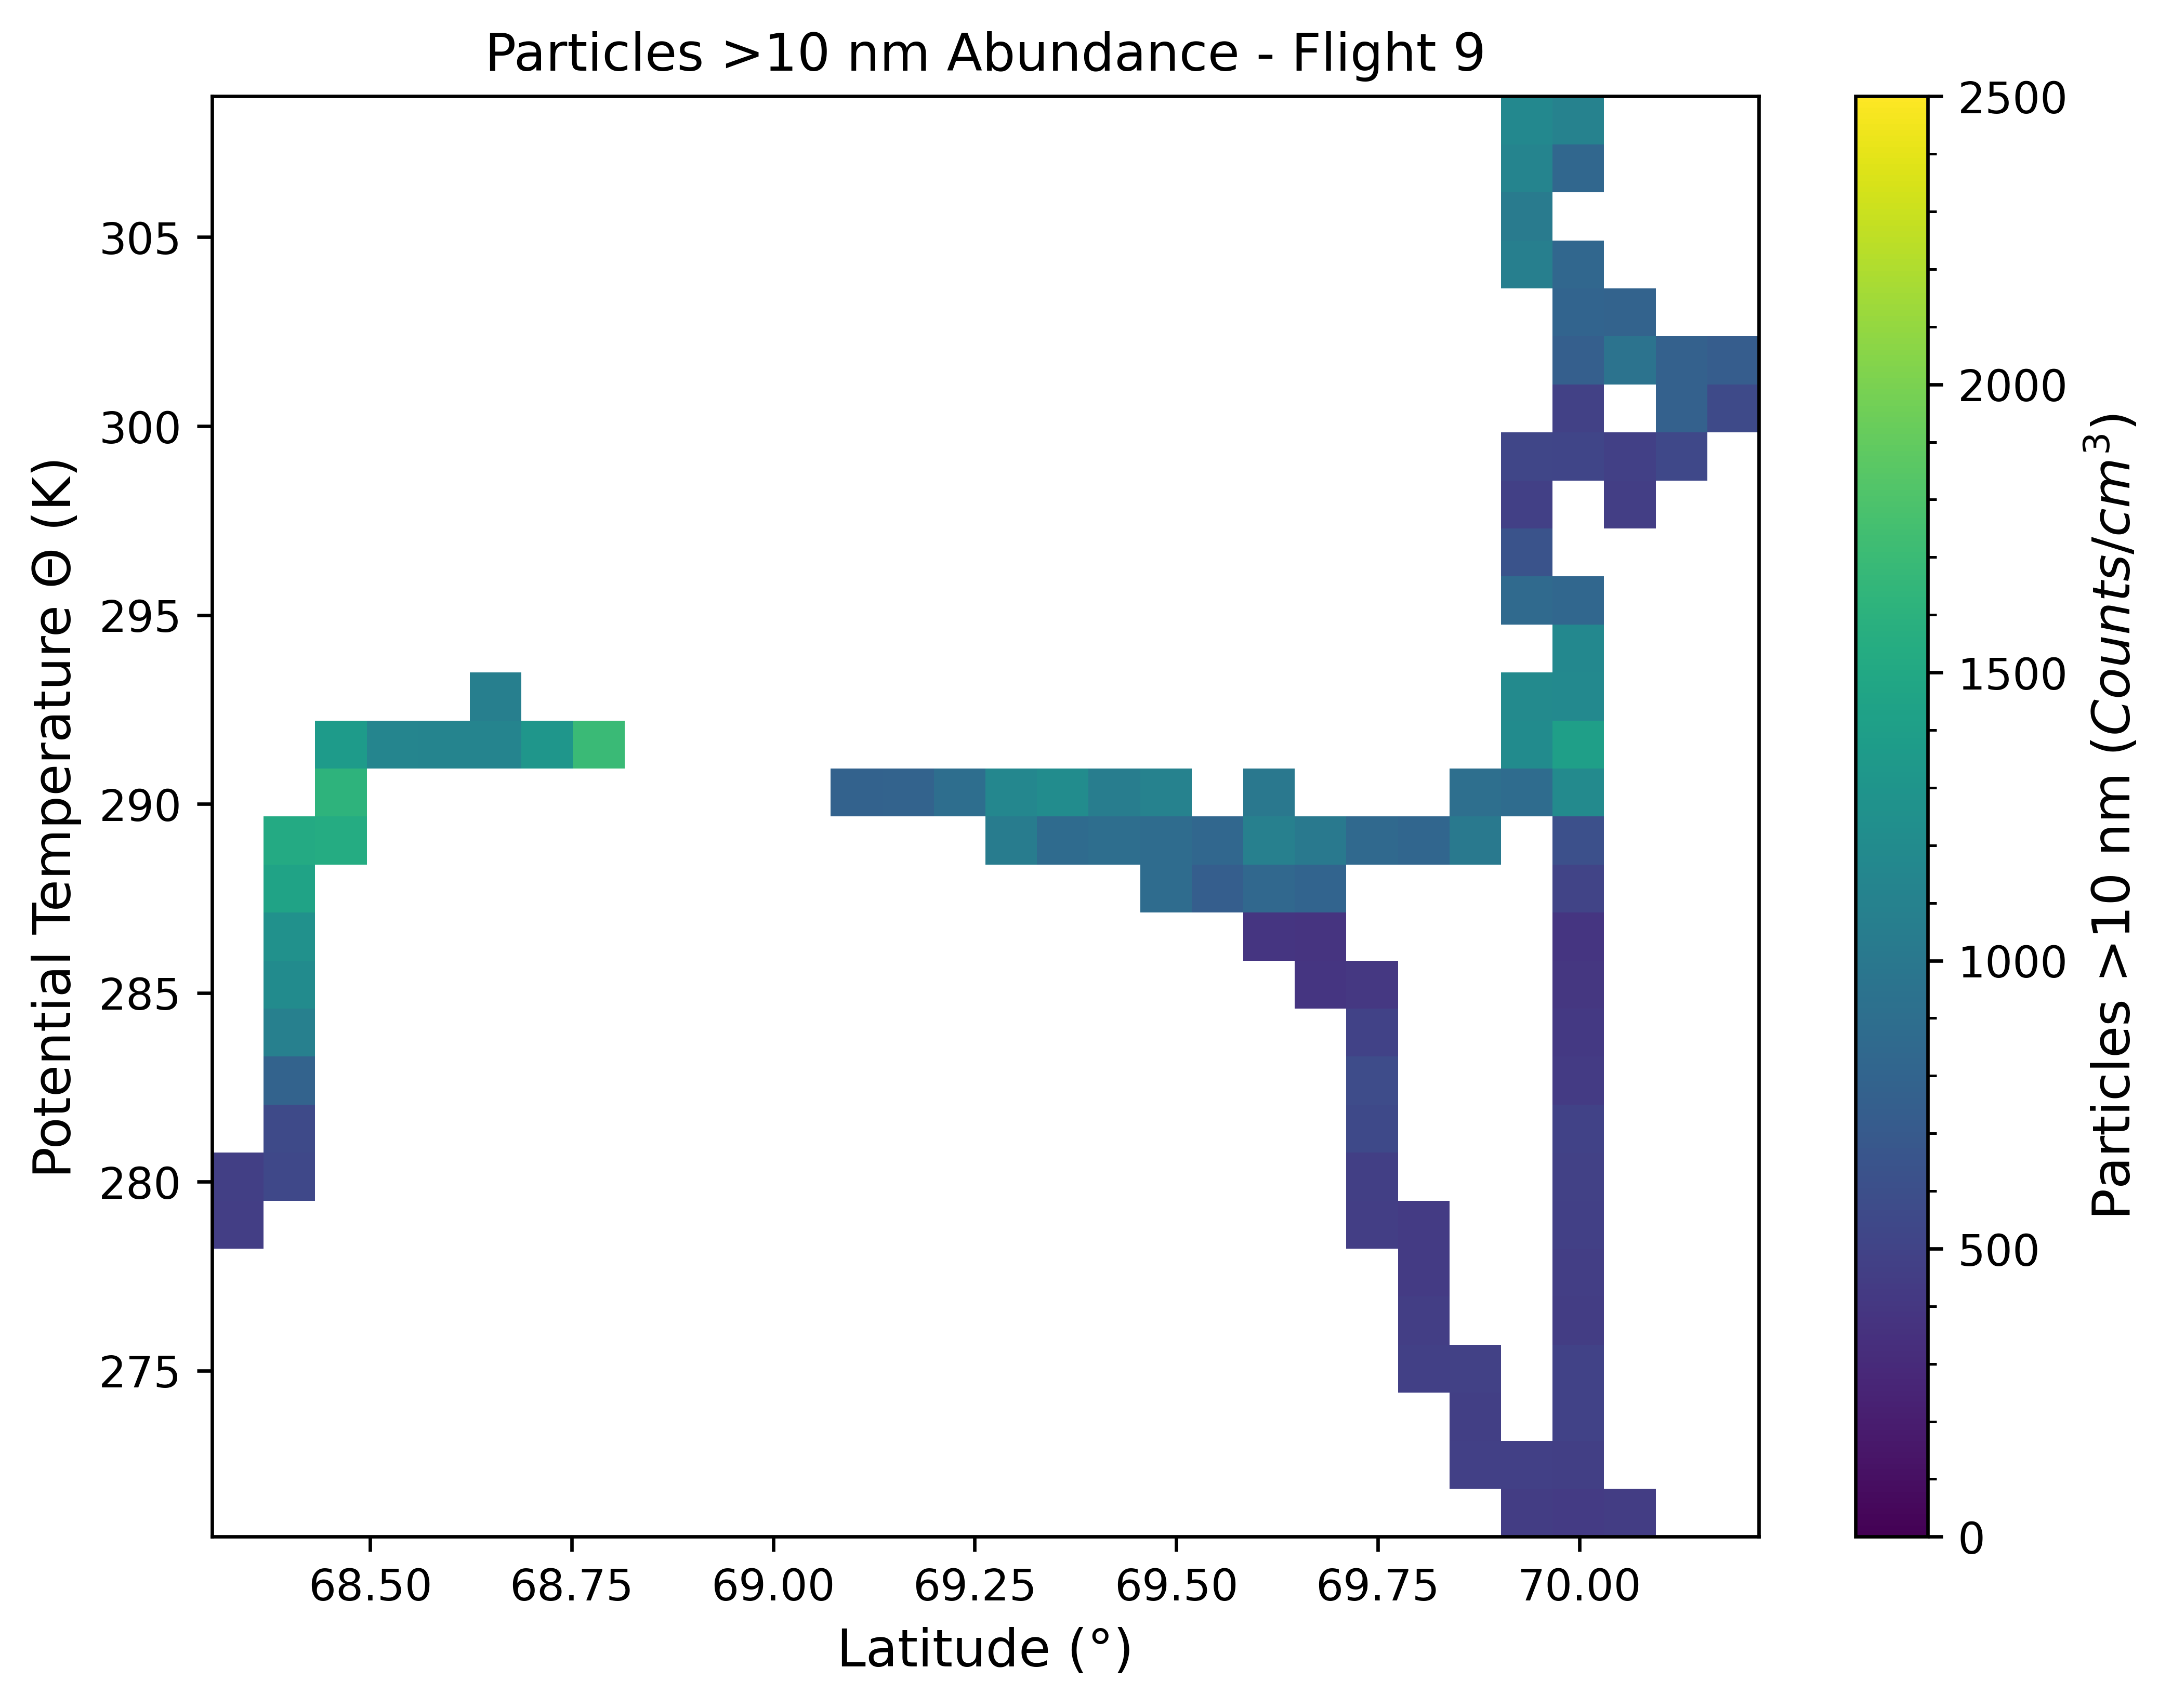 Particles >10 nm Abundance - Flight 9
Potential Temperature Θ (K)
305
300
295
290
285
280
275
68.50 68.75 69.00 69.25 69.50 69.75 70.00
Latitude (°)
2500
2000
1500
1000
500
0
Particles >10 nm (Counts/cm³)